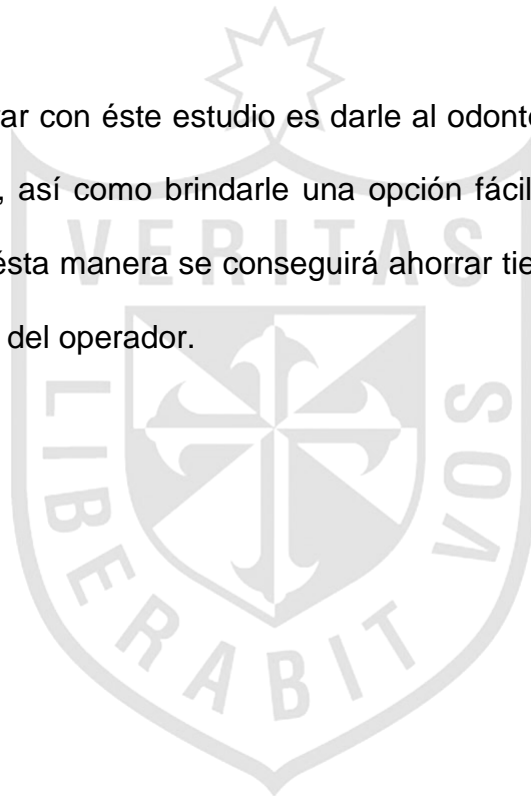 rar con éste estudio es darle al odont
, así como brindarle una opción fácil
ésta manera se conseguirá ahorrar tie
del operador.
VERITAS
LIBERABIT
VOS